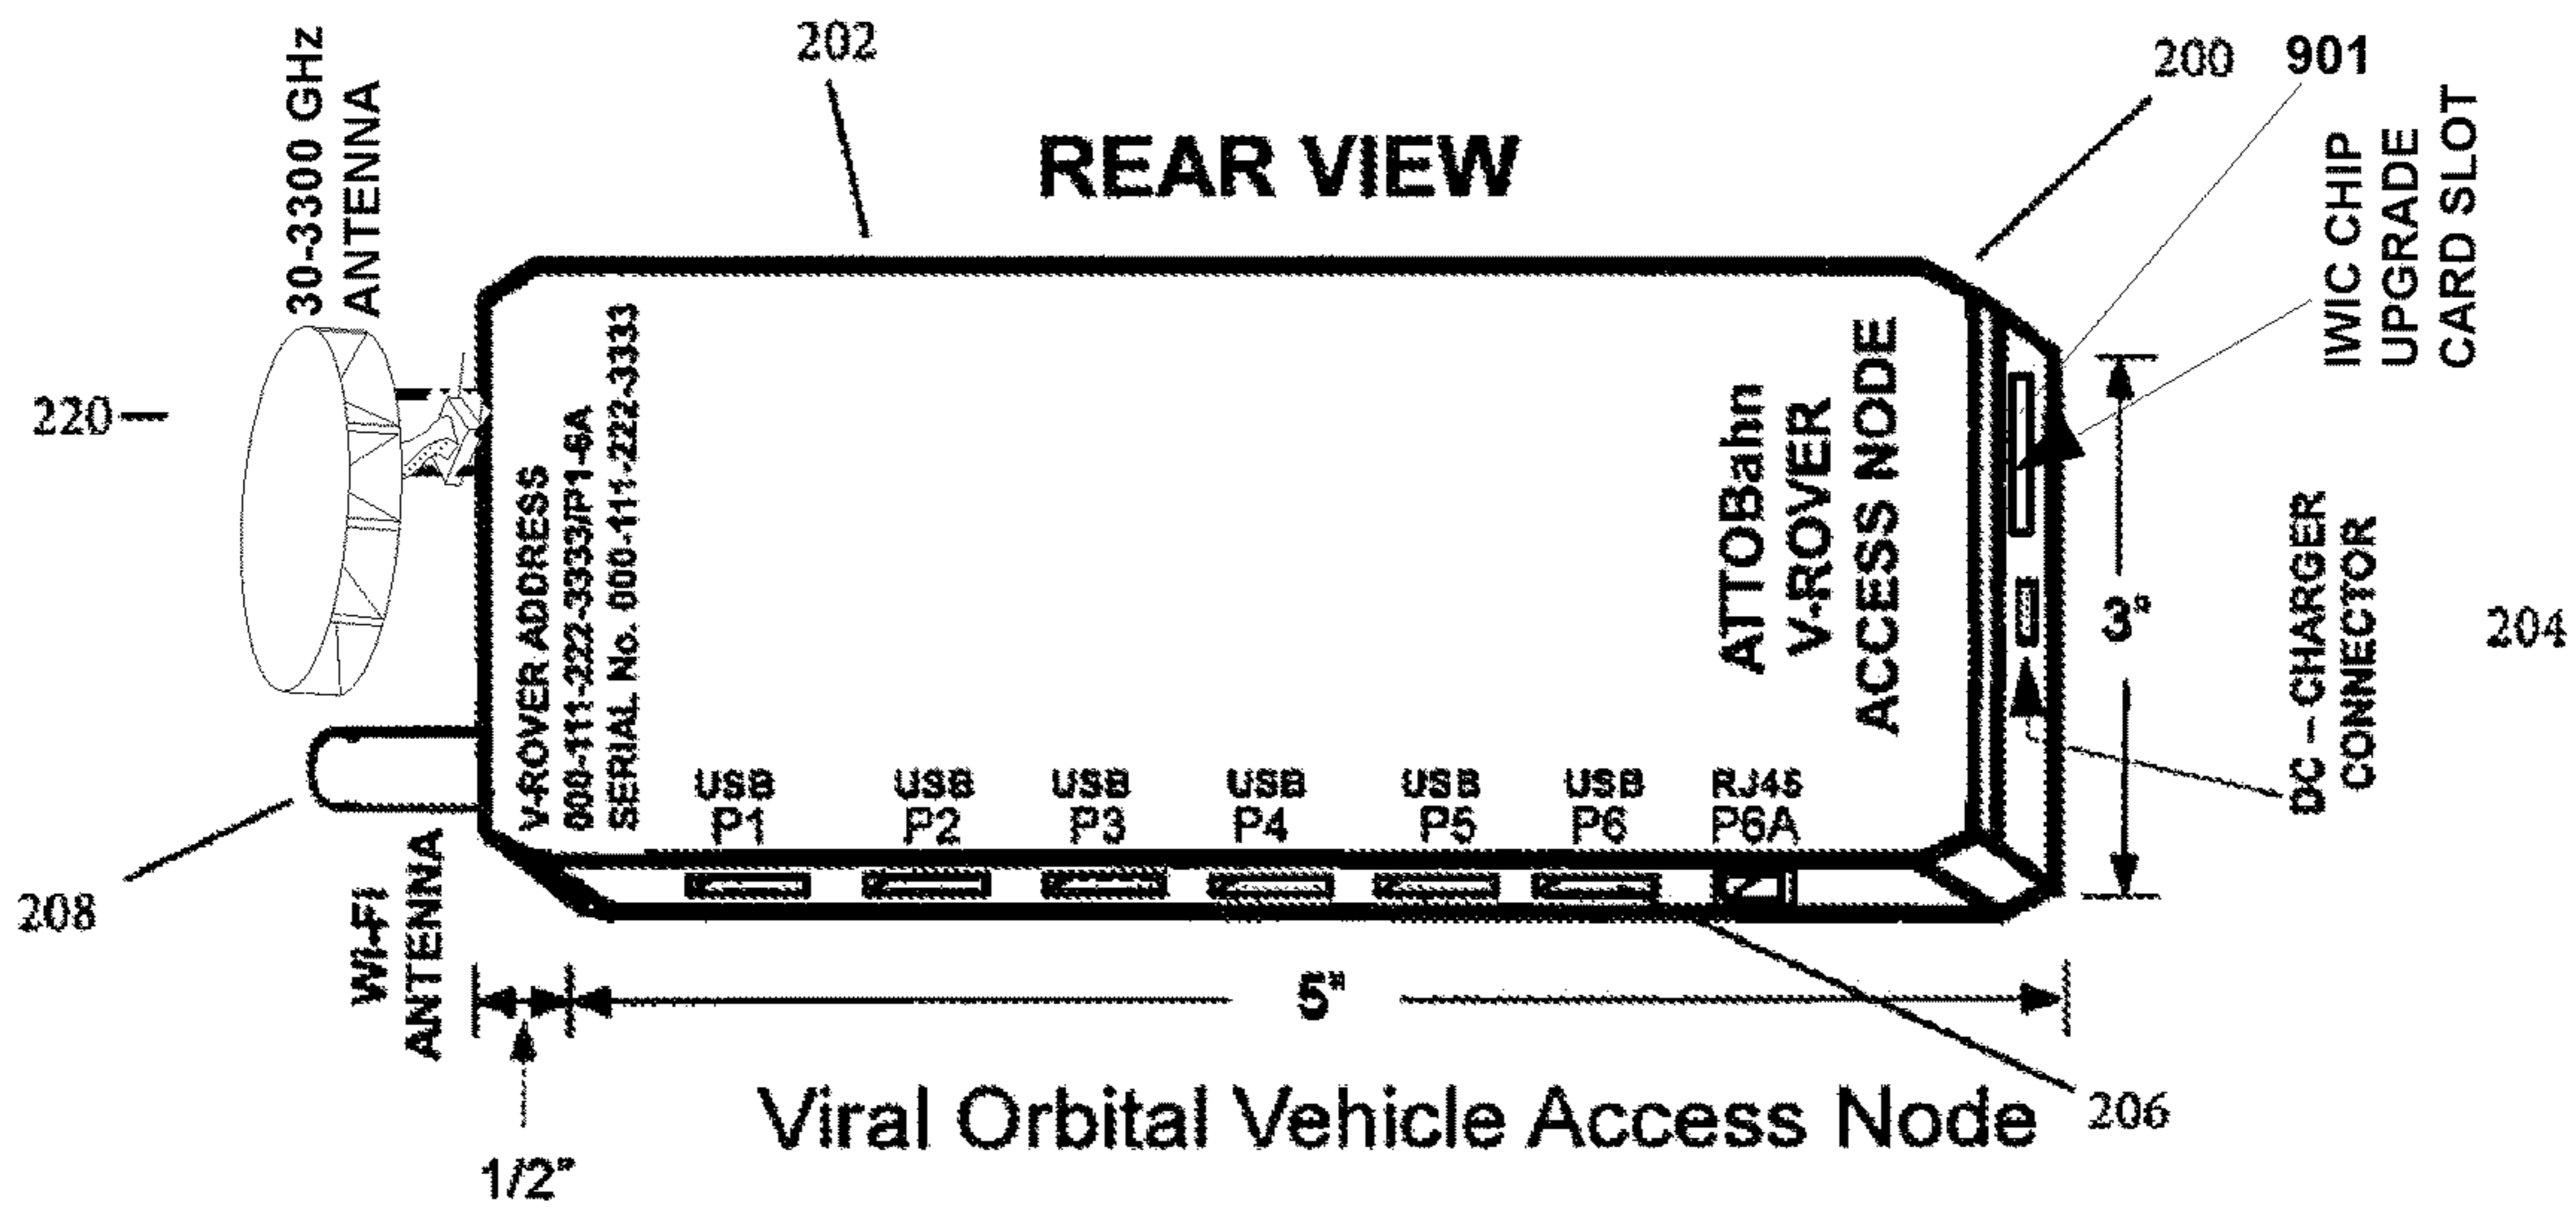 202
200
901
REAR VIEW
30-3300 GHz
ANTENNA
IWIC CHIP
UPGRADE
CARD SLOT
220
V-ROVER ADDRESS
000-111-222-3333/P1-6A
SERIAL No. 000-111-222-3333
ATTOBahn
V-ROVER
ACCESS NODE
3"
DC – CHARGER
CONNECTOR
204
USB
P1
USB
P2
USB
P3
USB
P4
USB
P5
USB
P6
RJ45
P6A
208
WI-FI
ANTENNA
5"
1/2"
206
Viral Orbital Vehicle Access Node